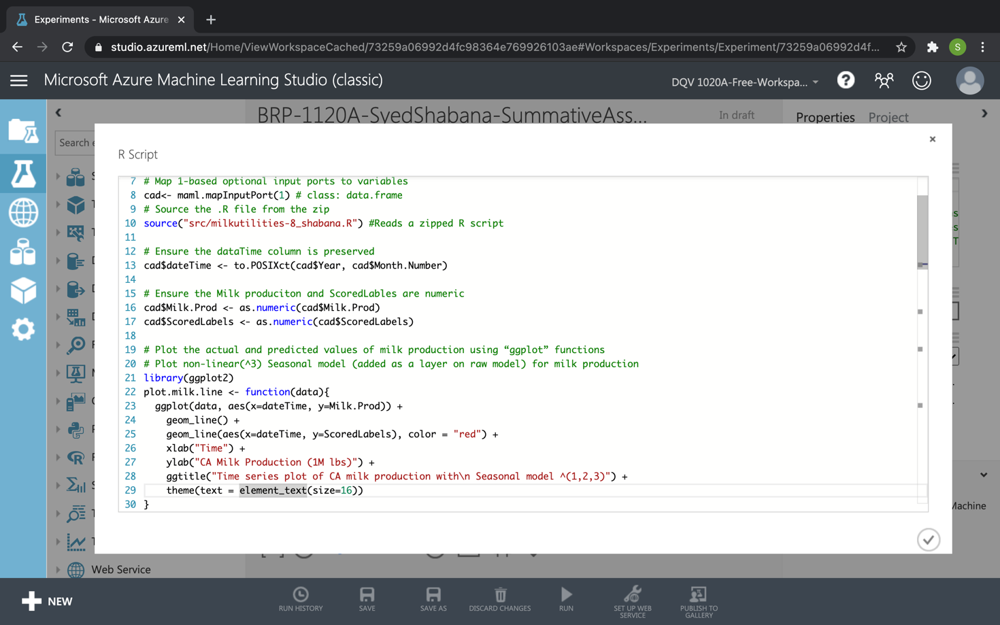 Experiments - Microsoft Azure
studio.azureml.net/Home/ViewWorkspaceCached/73259a06992d4fc98364e769926103ae#Workspaces/Experiments/Experiment/73259a06992d4f...
S
Microsoft Azure Machine Learning Studio (classic)
DQV 1020A-Free-Workspa...
BRP-1120A-SyedShabana-SummativeAss...
In draft
Properties Project
Search e
R Script
7 # Map 1-based optional input ports to variables
8 cad<- maml.mapInputPort(1) # class: data.frame
9 # Source the .R file from the zip
10 source("src/milkutilities-8_shabana.R") #Reads a zipped R script
11
12 # Ensure the dataTime column is preserved
13 cad$dateTime <- to.POSIXct(cad$Year, cad$Month.Number)
14
15 # Ensure the Milk produciton and ScoredLables are numeric
16 cad$Milk.Prod <- as.numeric(cad$Milk.Prod)
17 cad$ScoredLabels <- as.numeric(cad$ScoredLabels)
18
19 # Plot the actual and predicted values of milk production using “ggplot” functions
20 # Plot non-linear(^3) Seasonal model (added as a layer on raw model) for milk production
21 library(ggplot2)
22 plot.milk.line <- function(data){
23 ggplot(data, aes(x=dateTime, y=Milk.Prod)) +
24 geom_line() +
25 geom_line(aes(x=dateTime, y=ScoredLabels), color = "red") +
26 xlab("Time") +
27 ylab("CA Milk Production (1M lbs)") +
28 ggtitle("Time series plot of CA milk production with\n Seasonal model ^(1,2,3)") +
29 theme(text = element_text(size=16))
30 }
Machine
Web Service
NEW
RUN HISTORY
SAVE
SAVE AS
DISCARD CHANGES
RUN
SET UP WEB SERVICE
PUBLISH TO GALLERY